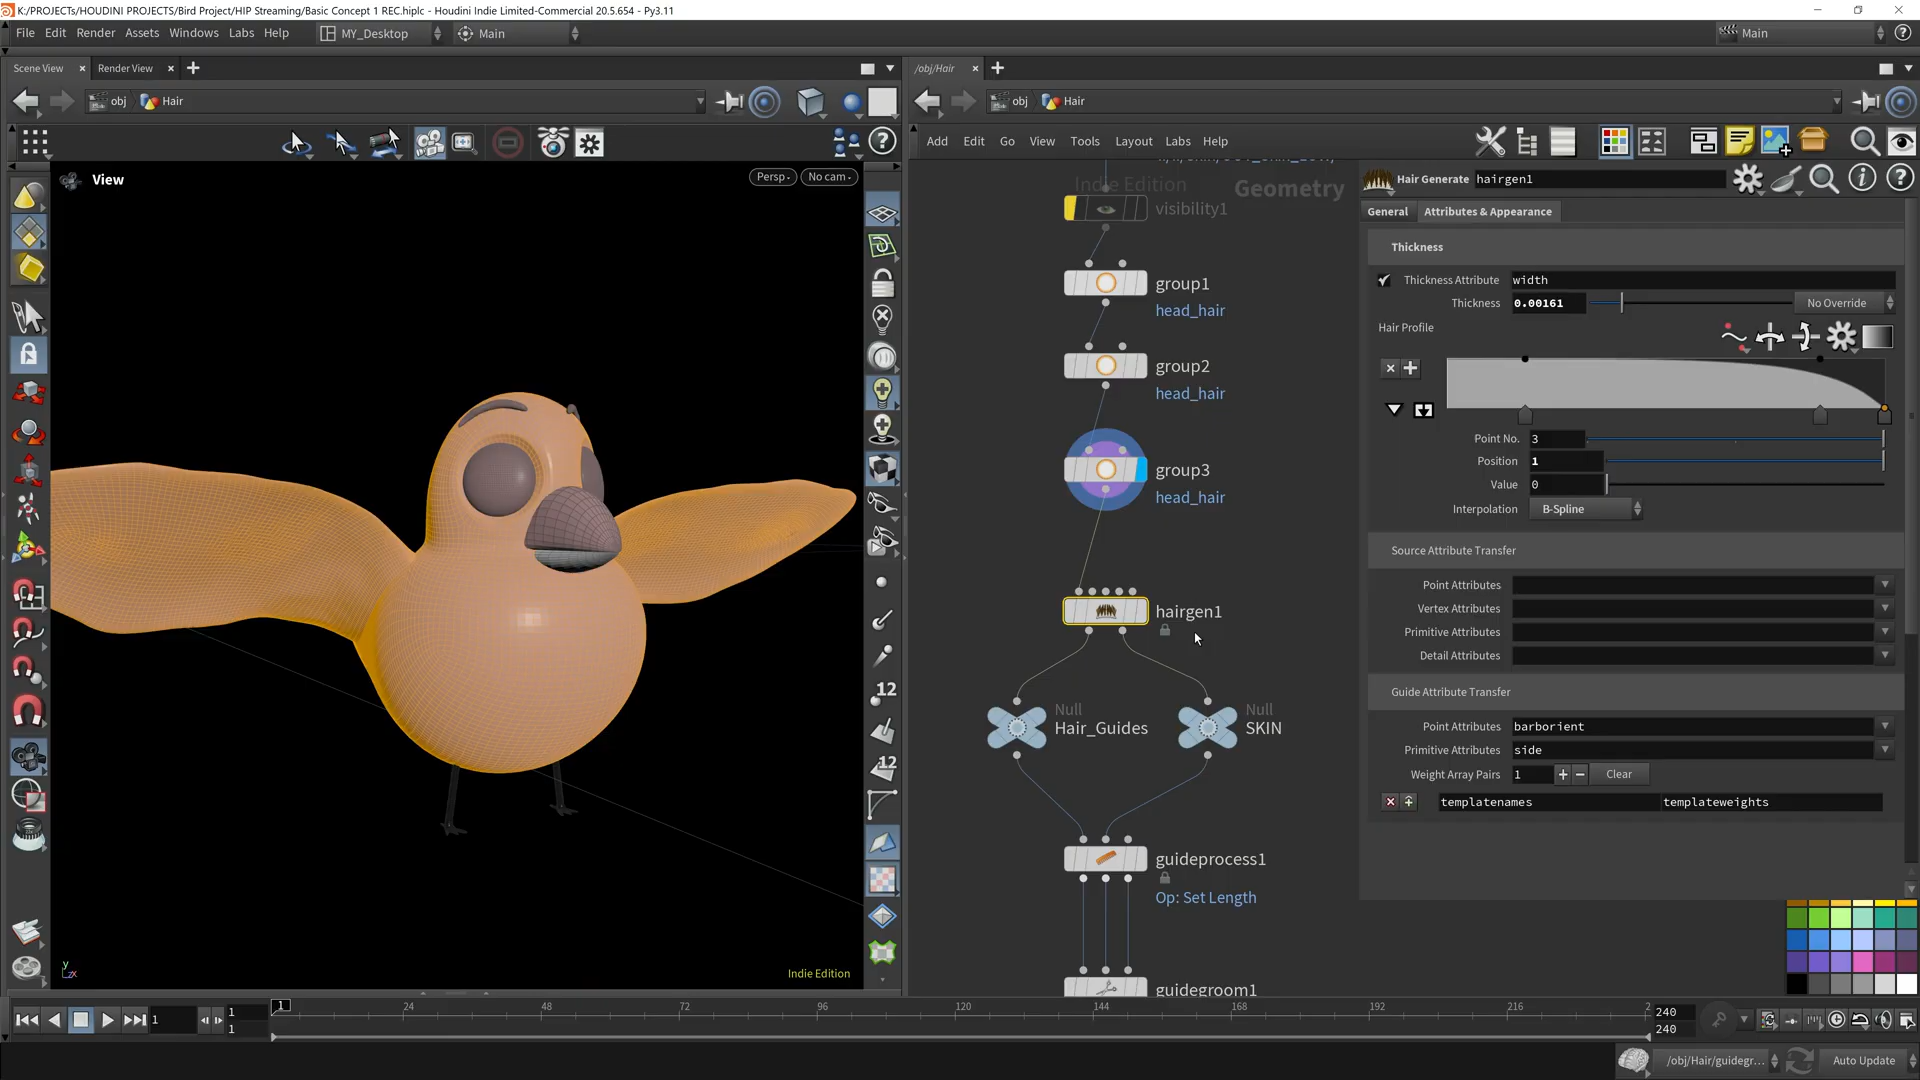 K:/PROJECTs/HOUDINI PROJECTS/Bird Project/HIP Streaming/Basic Concept 1 REC.hiplc - Houdini Indie Limited-Commercial 20.5.654 - Py3.11
File Edit Render Assets Windows Labs Help MY_Desktop Main Main
Scene View Render View
/obj/Hair
obj Hair
obj Hair
Add Edit Go View Tools Layout Labs Help
View
Persp No cam
Indie Edition
Geometry
visibility1
group1
head_hair
group2
head_hair
group3
head_hair
hairgen1
Null
Hair_Guides
Null
SKIN
guideprocess1
Op: Set Length
guidegroom1
Hair Generate hairgen1
General Attributes & Appearance
Thickness
Thickness Attribute width
Thickness 0.00161 No Override
Hair Profile
Point No. 3
Position 1
Value 0
Interpolation B-Spline
Source Attribute Transfer
Point Attributes
Vertex Attributes
Primitive Attributes
Detail Attributes
Guide Attribute Transfer
Point Attributes barborient
Primitive Attributes side
Weight Array Pairs 1 Clear
templatenames templateweights
12
12
Indie Edition
1 1 1 1 24 48 72 96 120 144 168 192 216 2 240 240
/obj/Hair/guidegr... Auto Update